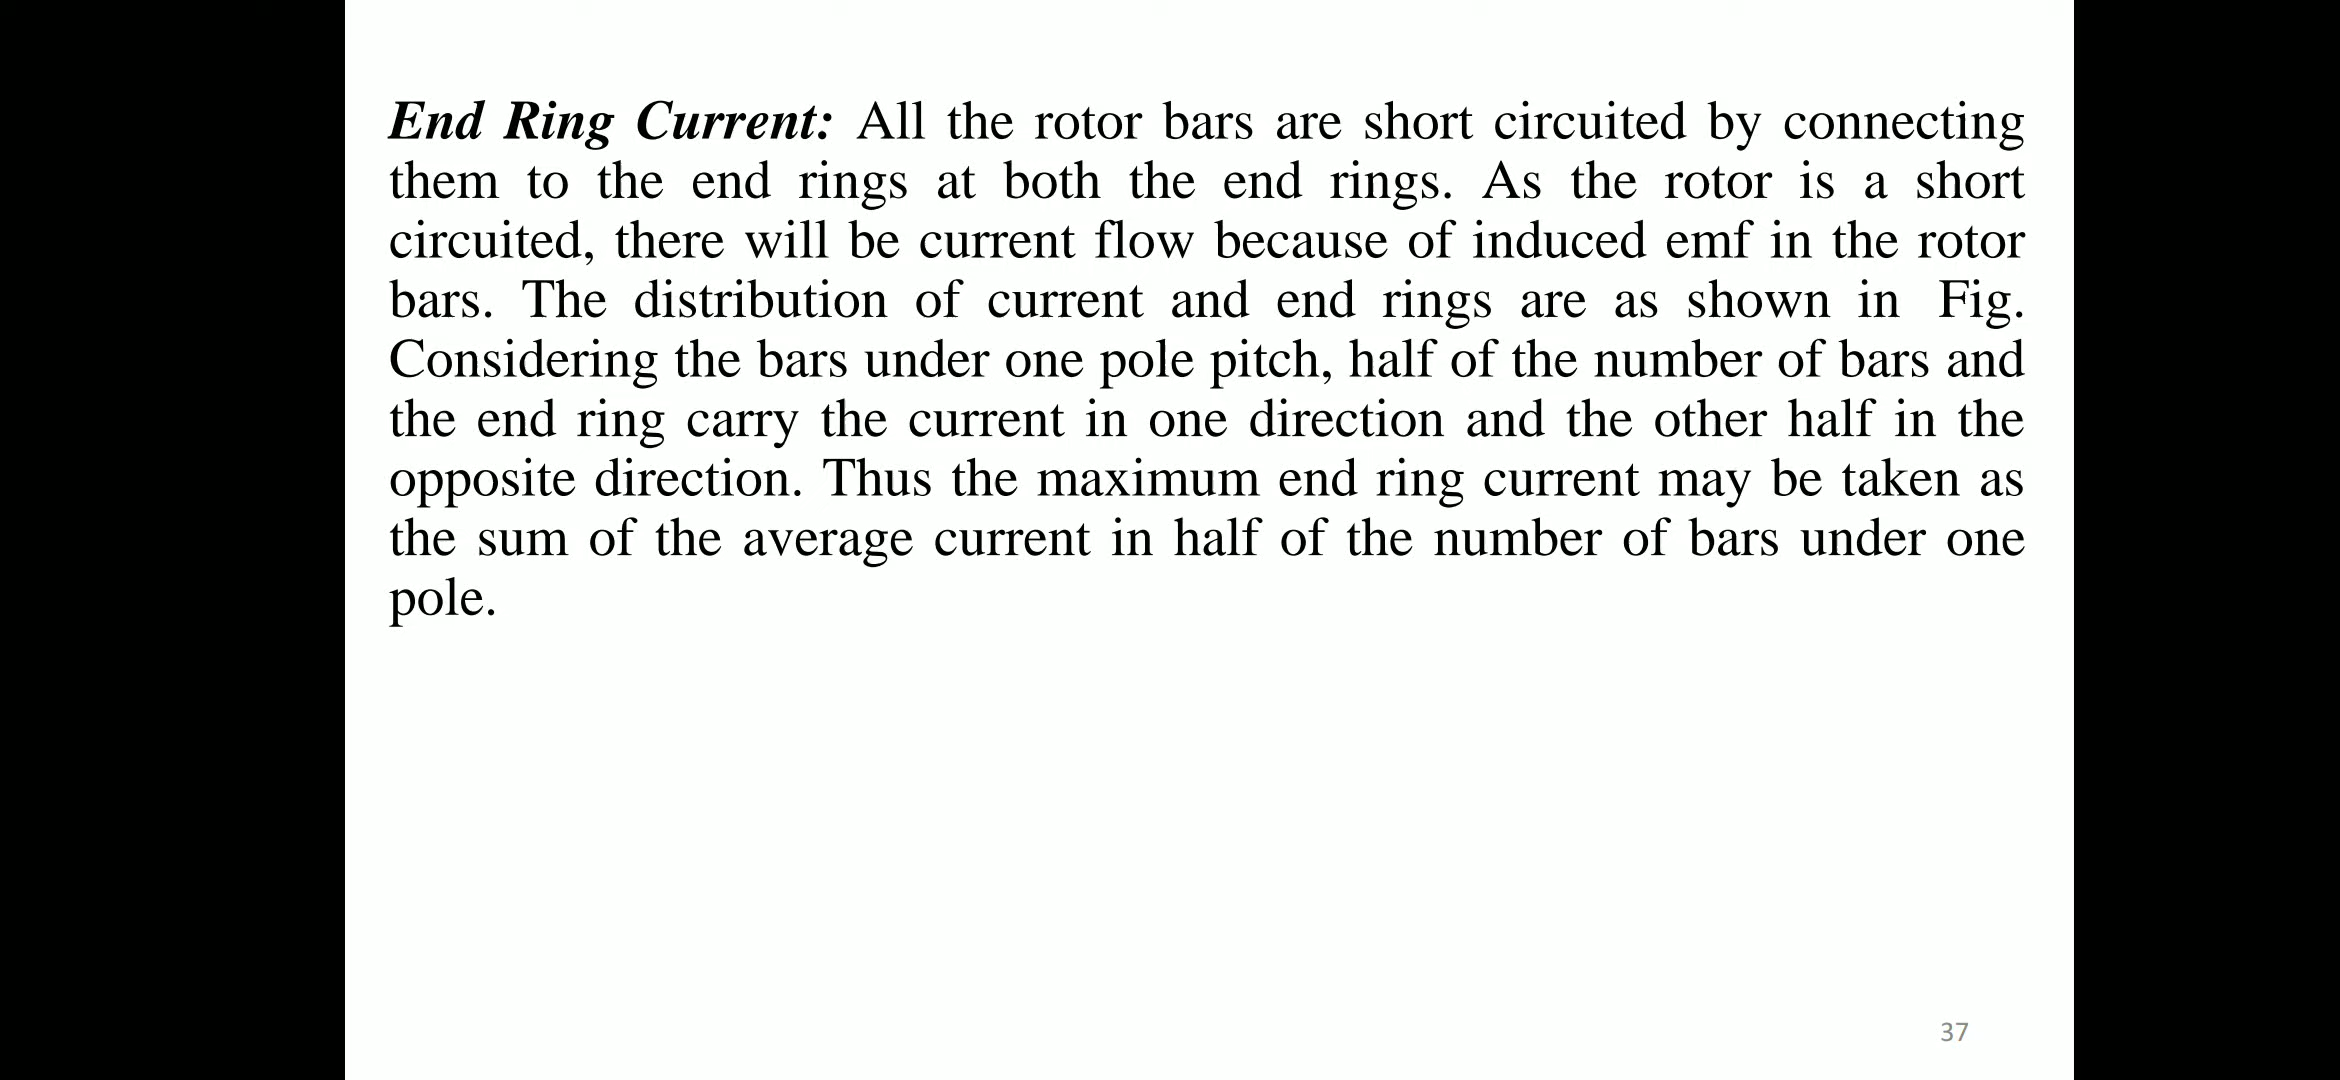 End Ring Current: All the rotor bars are short circuited by connecting
them to the end rings at both the end rings. As the rotor is a short
circuited, there will be current flow because of induced emf in the rotor
bars. The distribution of current and end rings are as shown in Fig.
Considering the bars under one pole pitch, half of the number of bars and
the end ring carry the current in one direction and the other half in the
opposite direction. Thus the maximum end ring current may be taken as
the sum of the average current in half of the number of bars under one
pole.
37